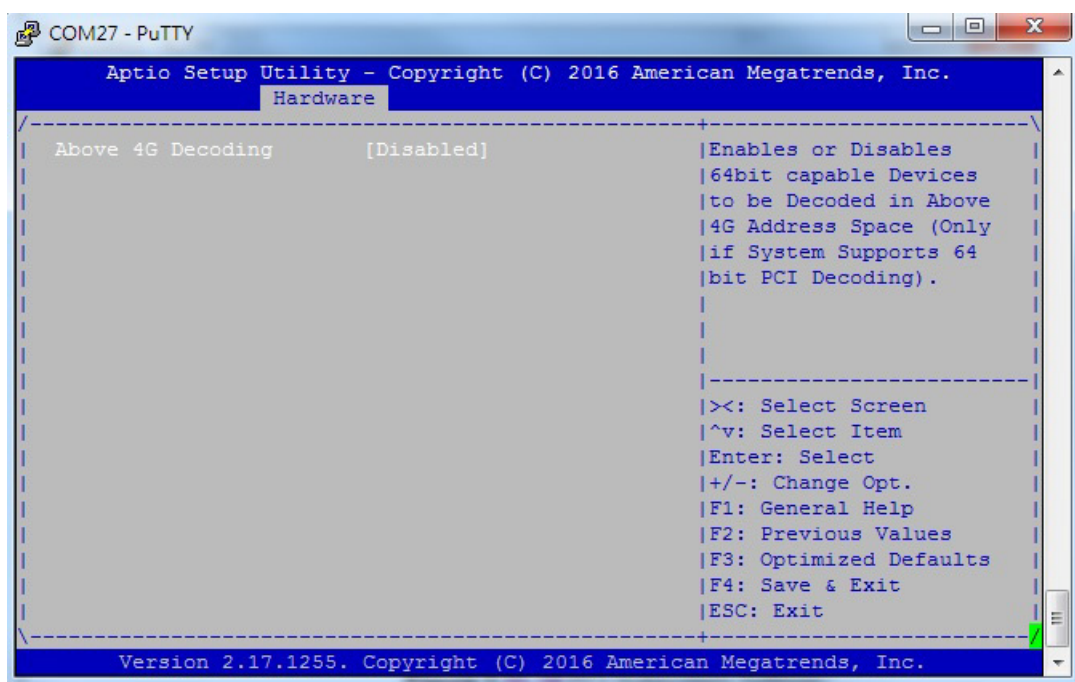 COM27 - PuTTY
Aptio Setup Utility - Copyright (C) 2016 American Megatrends, Inc.
Hardware
Above 4G Decoding [Disabled]
Enables or Disables
64bit capable Devices
to be Decoded in Above
4G Address Space (Only
if System Supports 64
bit PCI Decoding).
><: Select Screen
^v: Select Item
Enter: Select
+/-: Change Opt.
F1: General Help
F2: Previous Values
F3: Optimized Defaults
F4: Save & Exit
ESC: Exit
Version 2.17.1255. Copyright (C) 2016 American Megatrends, Inc.